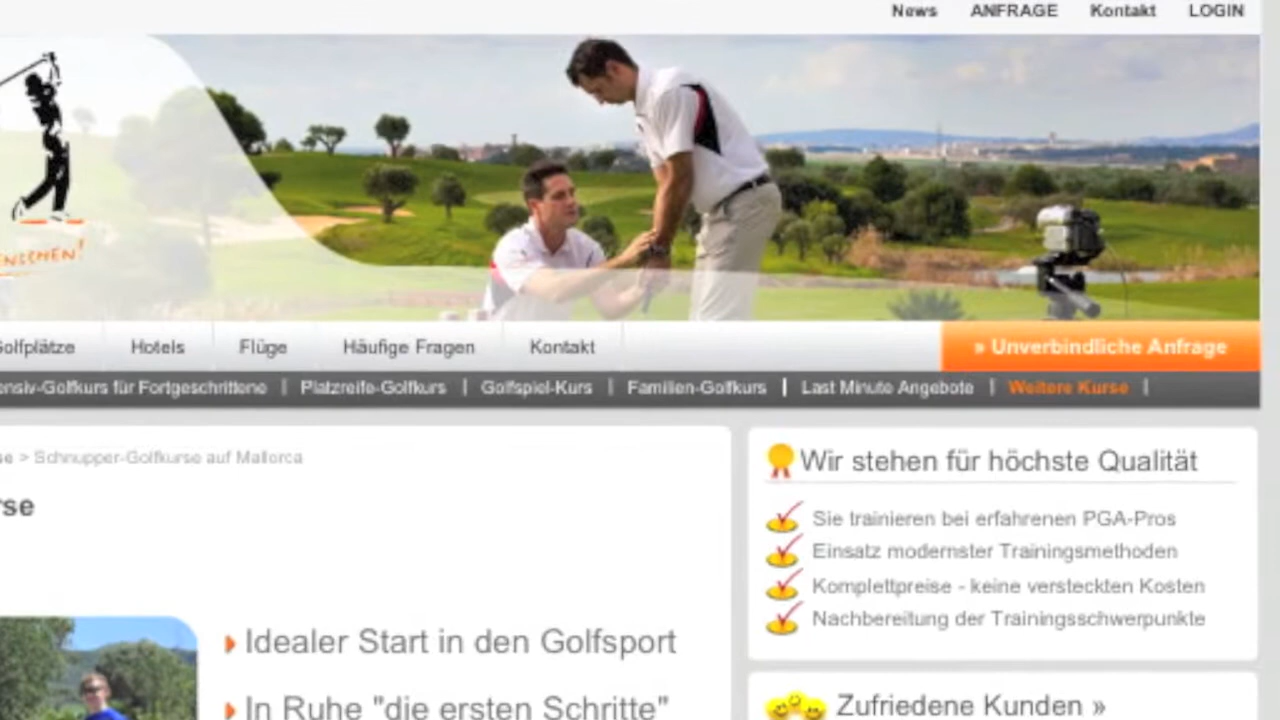 News ANFRAGE Kontakt LOGIN
Golfplätze Hotels Flüge Häufige Fragen Kontakt » Unverbindliche Anfrage
ensiv-Golfkurs für Fortgeschrittene | Platzreife-Golfkurs | Golfspiel-Kurs | Familien-Golfkurs | Last Minute Angebote | Weitere Kurse |
se > Schnupper-Golfkurse auf Mallorca
rse
Idealer Start in den Golfsport
In Ruhe "die ersten Schritte"
Wir stehen für höchste Qualität
Sie trainieren bei erfahrenen PGA-Pros
Einsatz modernster Trainingsmethoden
Komplettpreise - keine versteckten Kosten
Nachbereitung der Trainingsschwerpunkte
Zufriedene Kunden »